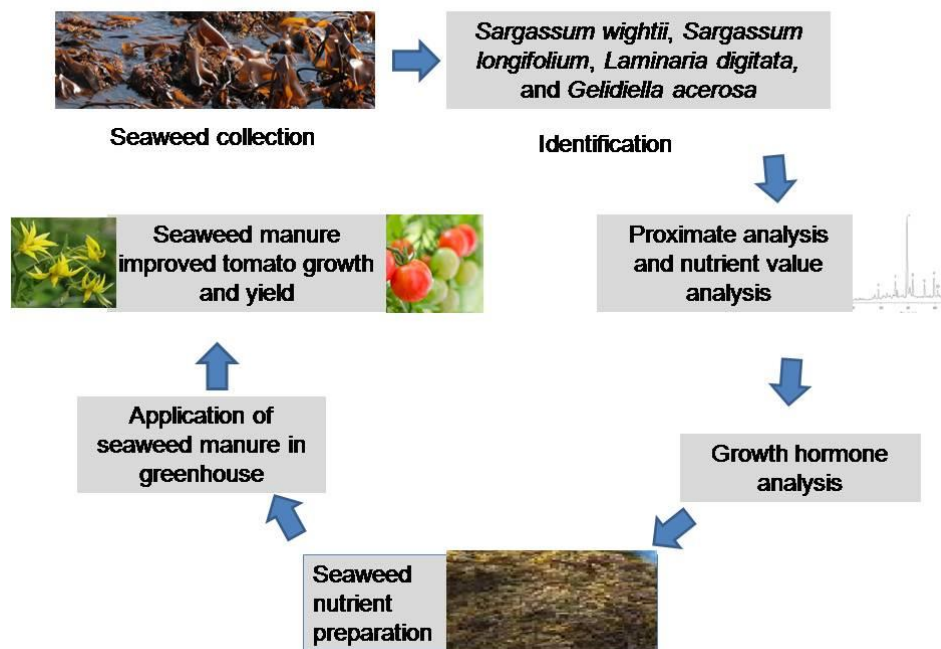 Sargassum wightii, Sargassum
longifolium, Laminaria digitata,
and Gelidiella acerosa
Seaweed collection
Identification
Proximate analysis
and nutrient value
analysis
Growth hormone
analysis
Seaweed
nutrient
preparation
Application of
seaweed manure in
greenhouse
Seaweed manure
improved tomato growth
and yield